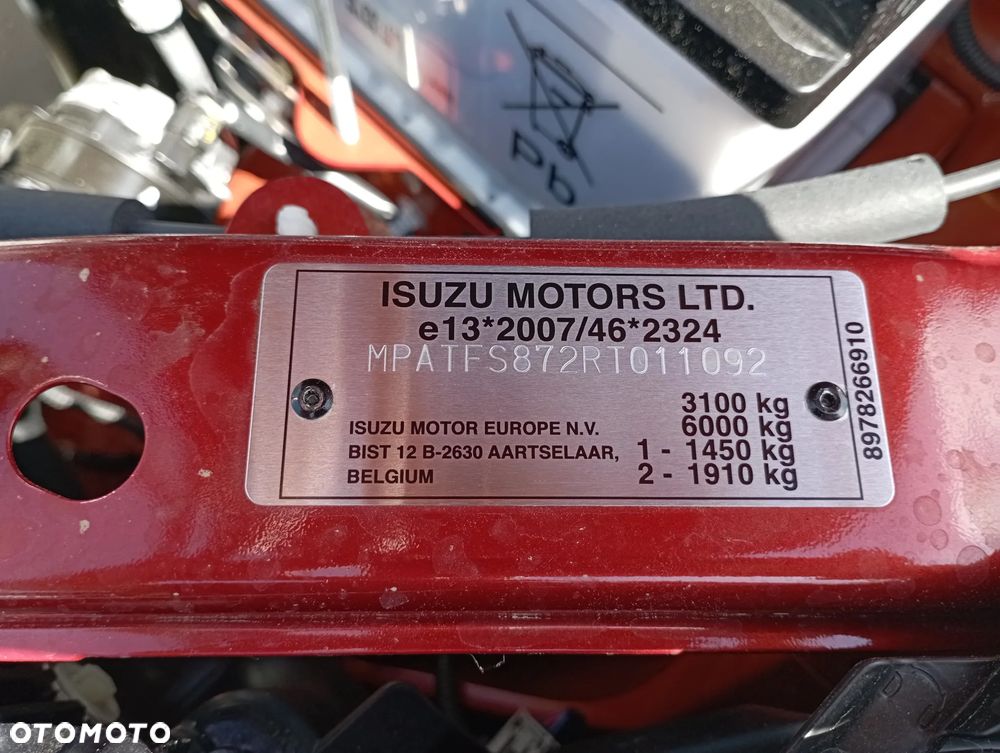 Pb
ISUZU MOTORS LTD.
e13*2007/46*2324
MPATFS872RT011092
3100 kg
ISUZU MOTOR EUROPE N.V. 6000 kg
BIST 12 B-2630 AARTSELAAR, 1 - 1450 kg
BELGIUM 2 - 1910 kg
8978266910
OTOMOTO